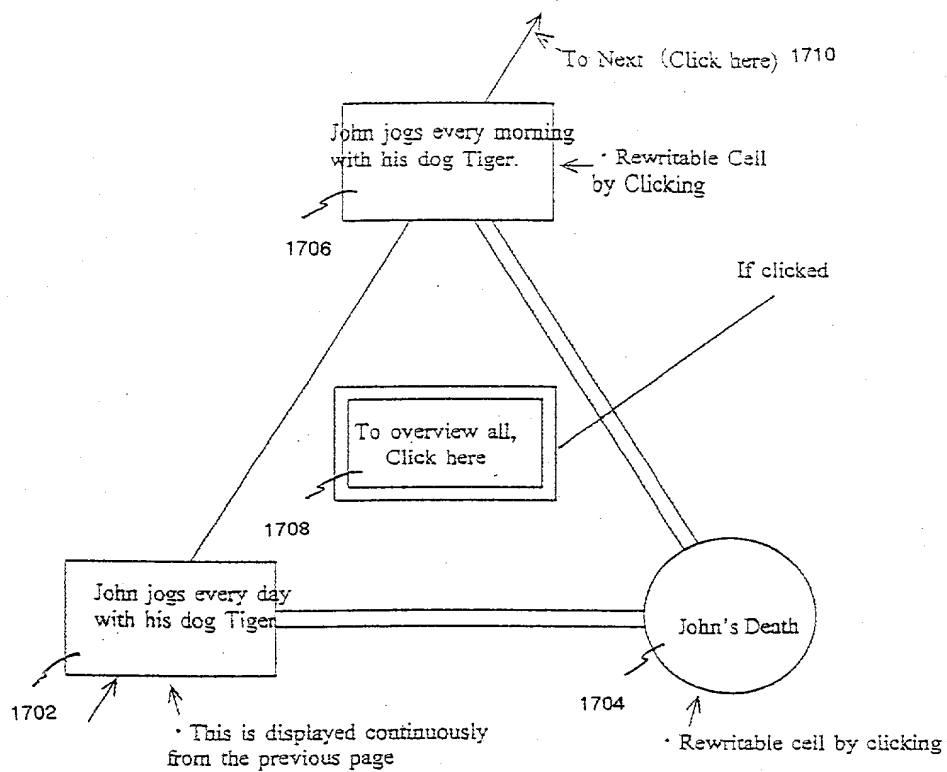 To Next (Click here) 1710
John jogs every morning
with his dog Tiger.
· Rewritable Cell
by Clicking
1706
If clicked
To overview all,
Click here
1708
John jogs every day
with his dog Tiger
John's Death
1702
1704
· This is displayed continuously
from the previous page
· Rewritable cell by clicking